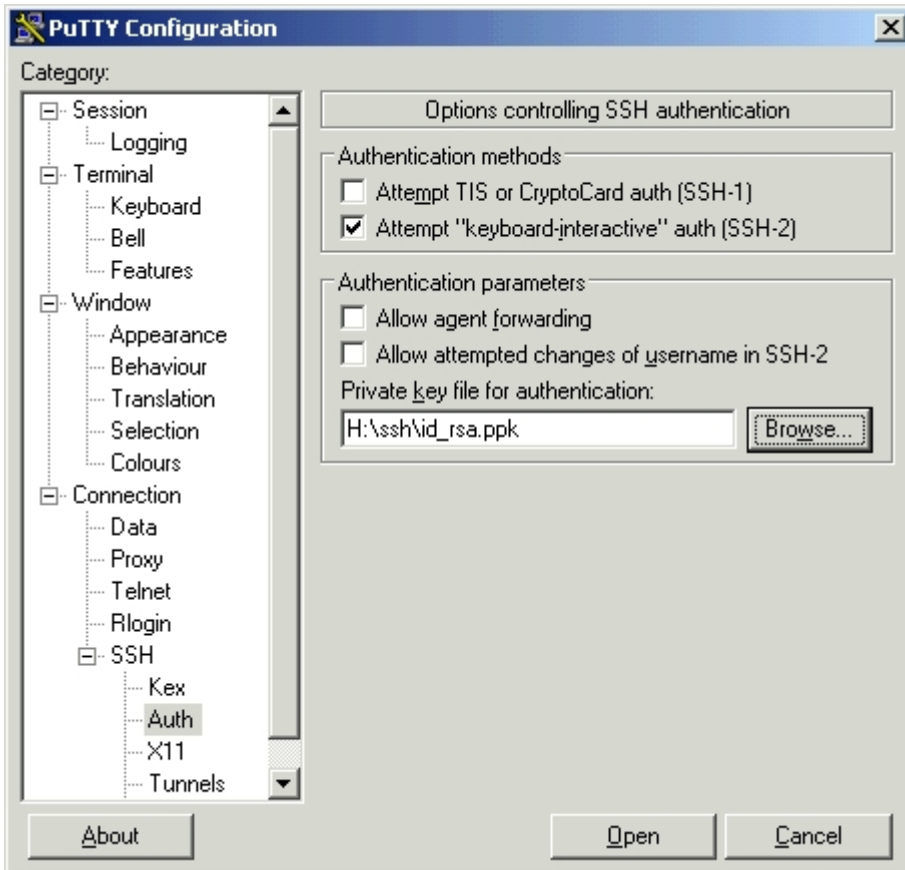 PuTTY Configuration
Category:
Session
Logging
Terminal
Keyboard
Bell
Features
Window
Appearance
Behaviour
Translation
Selection
Colours
Connection
Data
Proxy
Telnet
Rlogin
SSH
Kex
Auth
X11
Tunnels
Options controlling SSH authentication
Authentication methods
Attempt TIS or CryptoCard auth (SSH-1)
Attempt "keyboard-interactive" auth (SSH-2)
Authentication parameters
Allow agent forwarding
Allow attempted changes of username in SSH-2
Private key file for authentication:
H:\ssh\id_rsa.ppk
Browse...
About
Open
Cancel